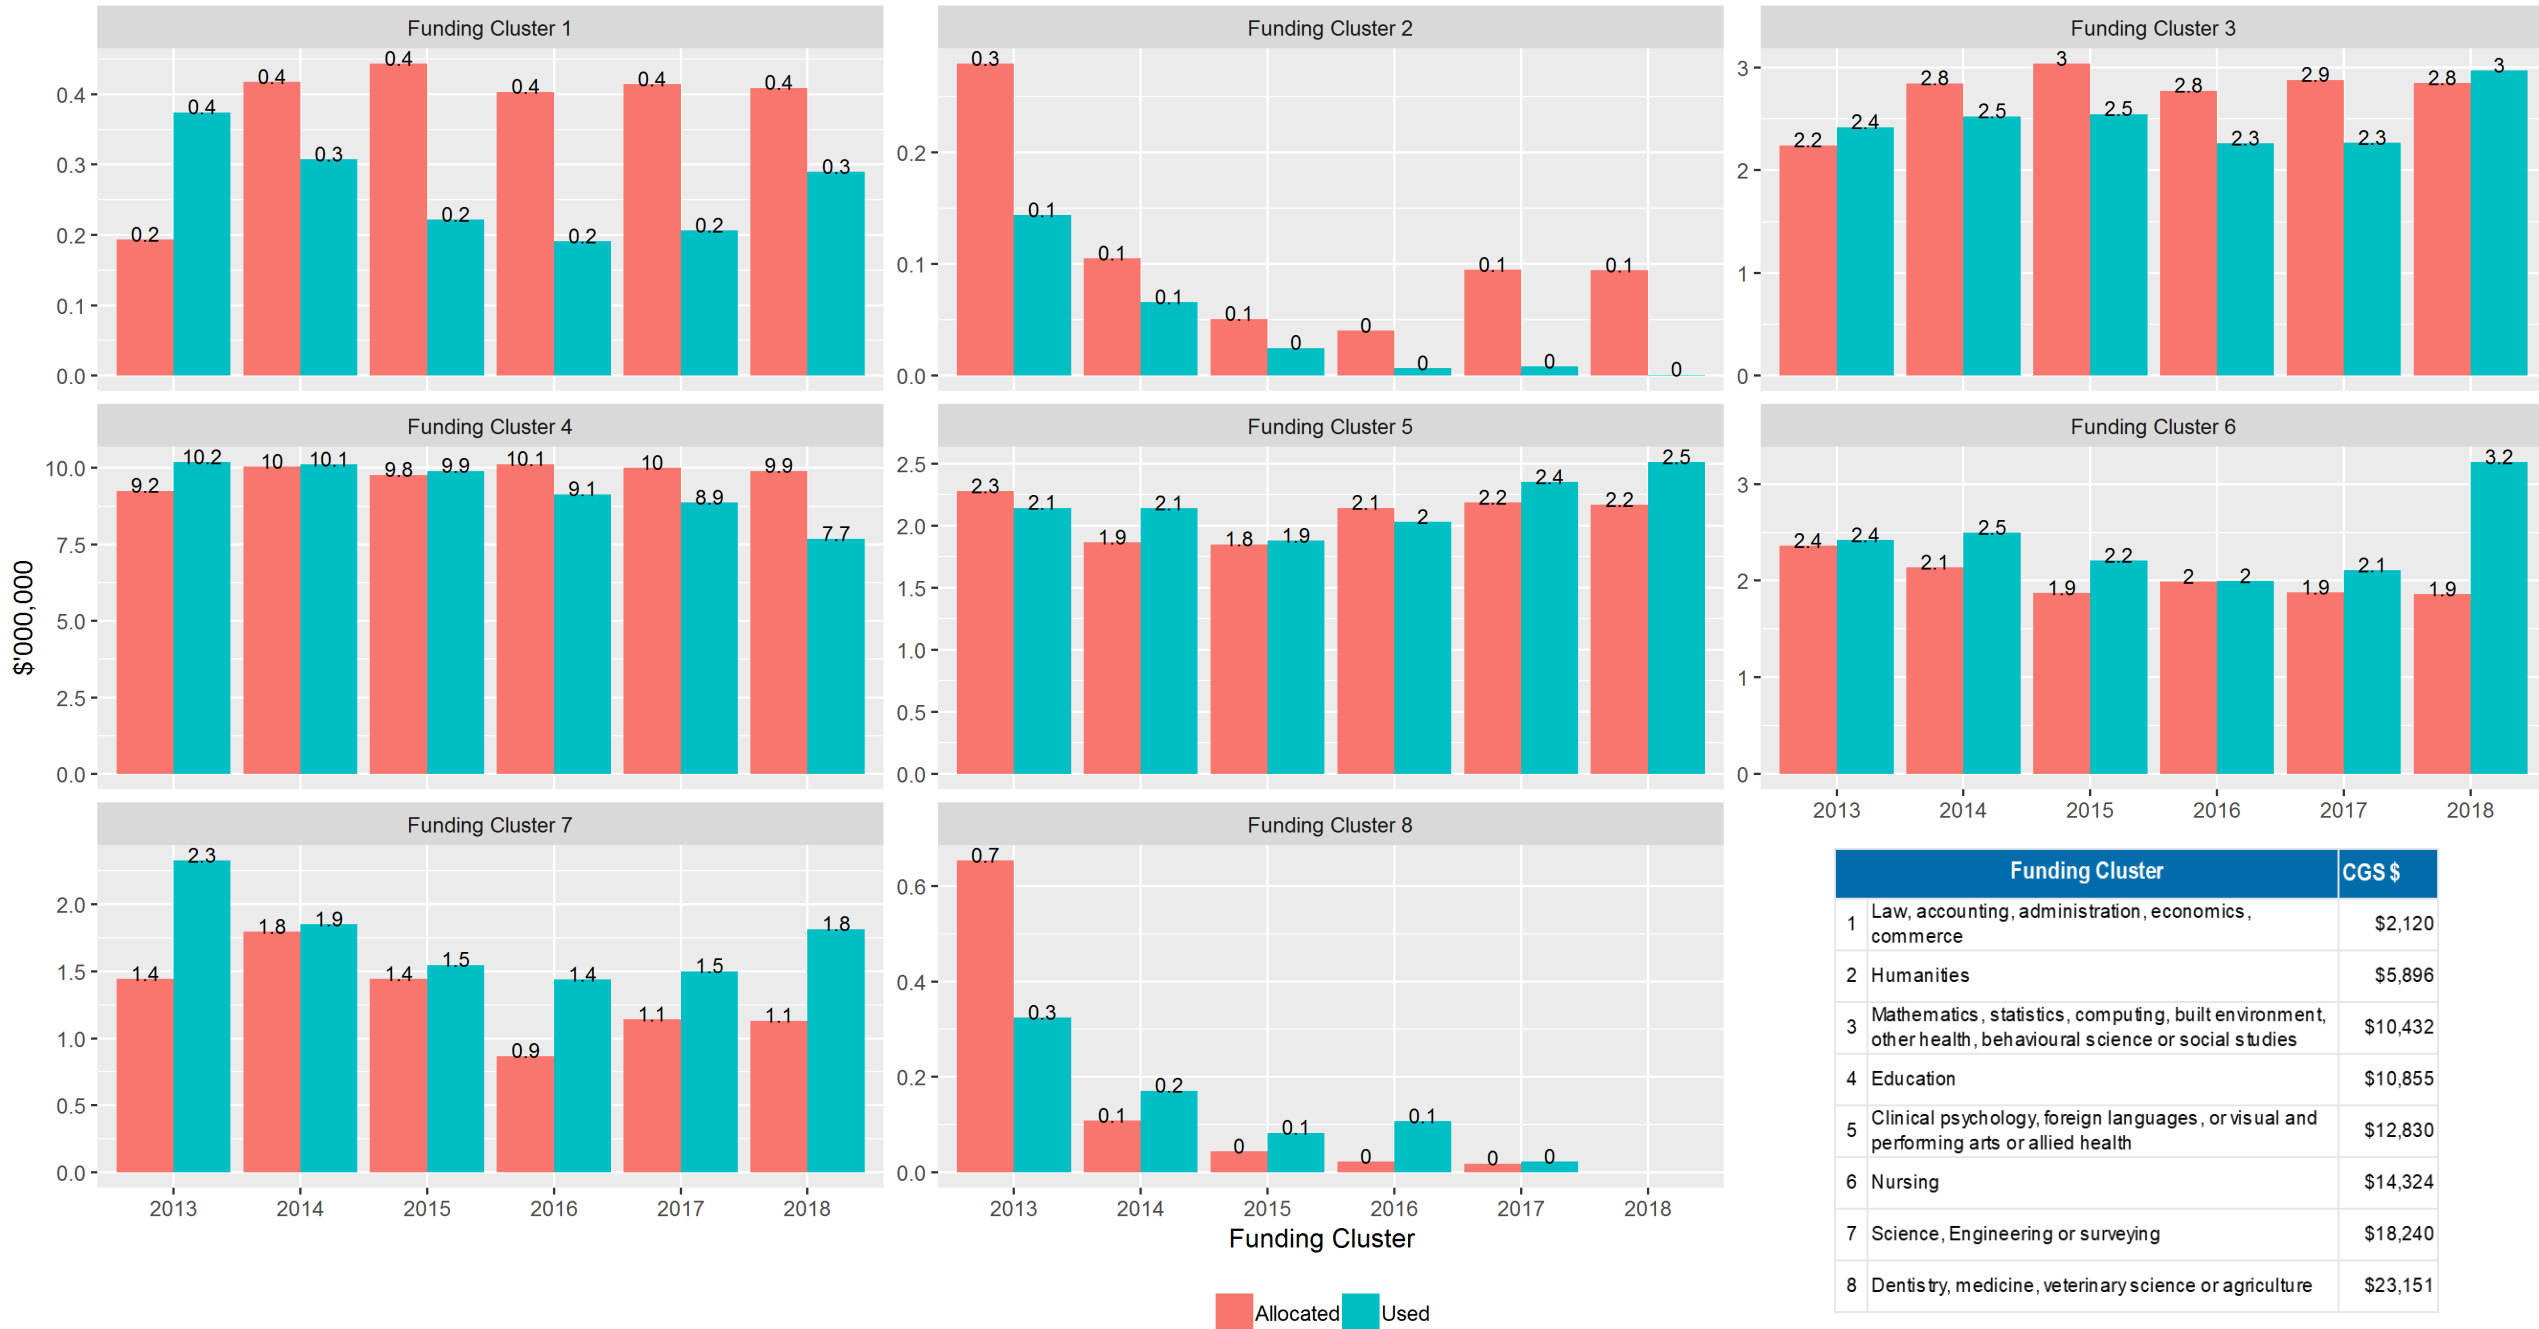 Funding Cluster 1
Funding Cluster 2
Funding Cluster 3
0.4
0.3
0.2
0.1
0.0
0.2 0.4 0.4 0.3 0.4 0.2 0.4 0.2 0.4 0.2 0.4 0.3
0.2
0.1
0.0
0.3 0.1 0.1 0.1 0.1 0 0 0 0.1 0 0.1 0
3
2
1
0
2.2 2.4 2.8 2.5 3 2.5 2.8 2.3 2.9 2.3 2.8 3
Funding Cluster 4
Funding Cluster 5
Funding Cluster 6
$'000,000
10.0
7.5
5.0
2.5
0.0
9.2 10.2 10 10.1 9.8 9.9 10.1 9.1 10 8.9 9.9 7.7
2.5
2.0
1.5
1.0
0.5
0.0
2.3 2.1 1.9 2.1 1.8 1.9 2.1 2 2.2 2.4 2.2 2.5
3
2
1
0
2.4 2.4 2.1 2.5 1.9 2.2 2 2 1.9 2.1 1.9 3.2
2013 2014 2015 2016 2017 2018
Funding Cluster 7
Funding Cluster 8
2.0
1.5
1.0
0.5
0.0
1.4 2.3 1.8 1.9 1.4 1.5 0.9 1.4 1.1 1.5 1.1 1.8
2013 2014 2015 2016 2017 2018
0.6
0.4
0.2
0.0
0.7 0.3 0.1 0.2 0 0.1 0 0.1 0 0
2013 2014 2015 2016 2017 2018
Funding Cluster
Allocated Used
Funding Cluster CGS $
1 Law, accounting, administration, economics,
commerce $2,120
2 Humanities $5,896
3 Mathematics, statistics, computing, built environment,
other health, behavioural science or social studies $10,432
4 Education $10,855
5 Clinical psychology, foreign languages, or visual and
performing arts or allied health $12,830
6 Nursing $14,324
7 Science, Engineering or surveying $18,240
8 Dentistry, medicine, veterinary science or agriculture $23,151